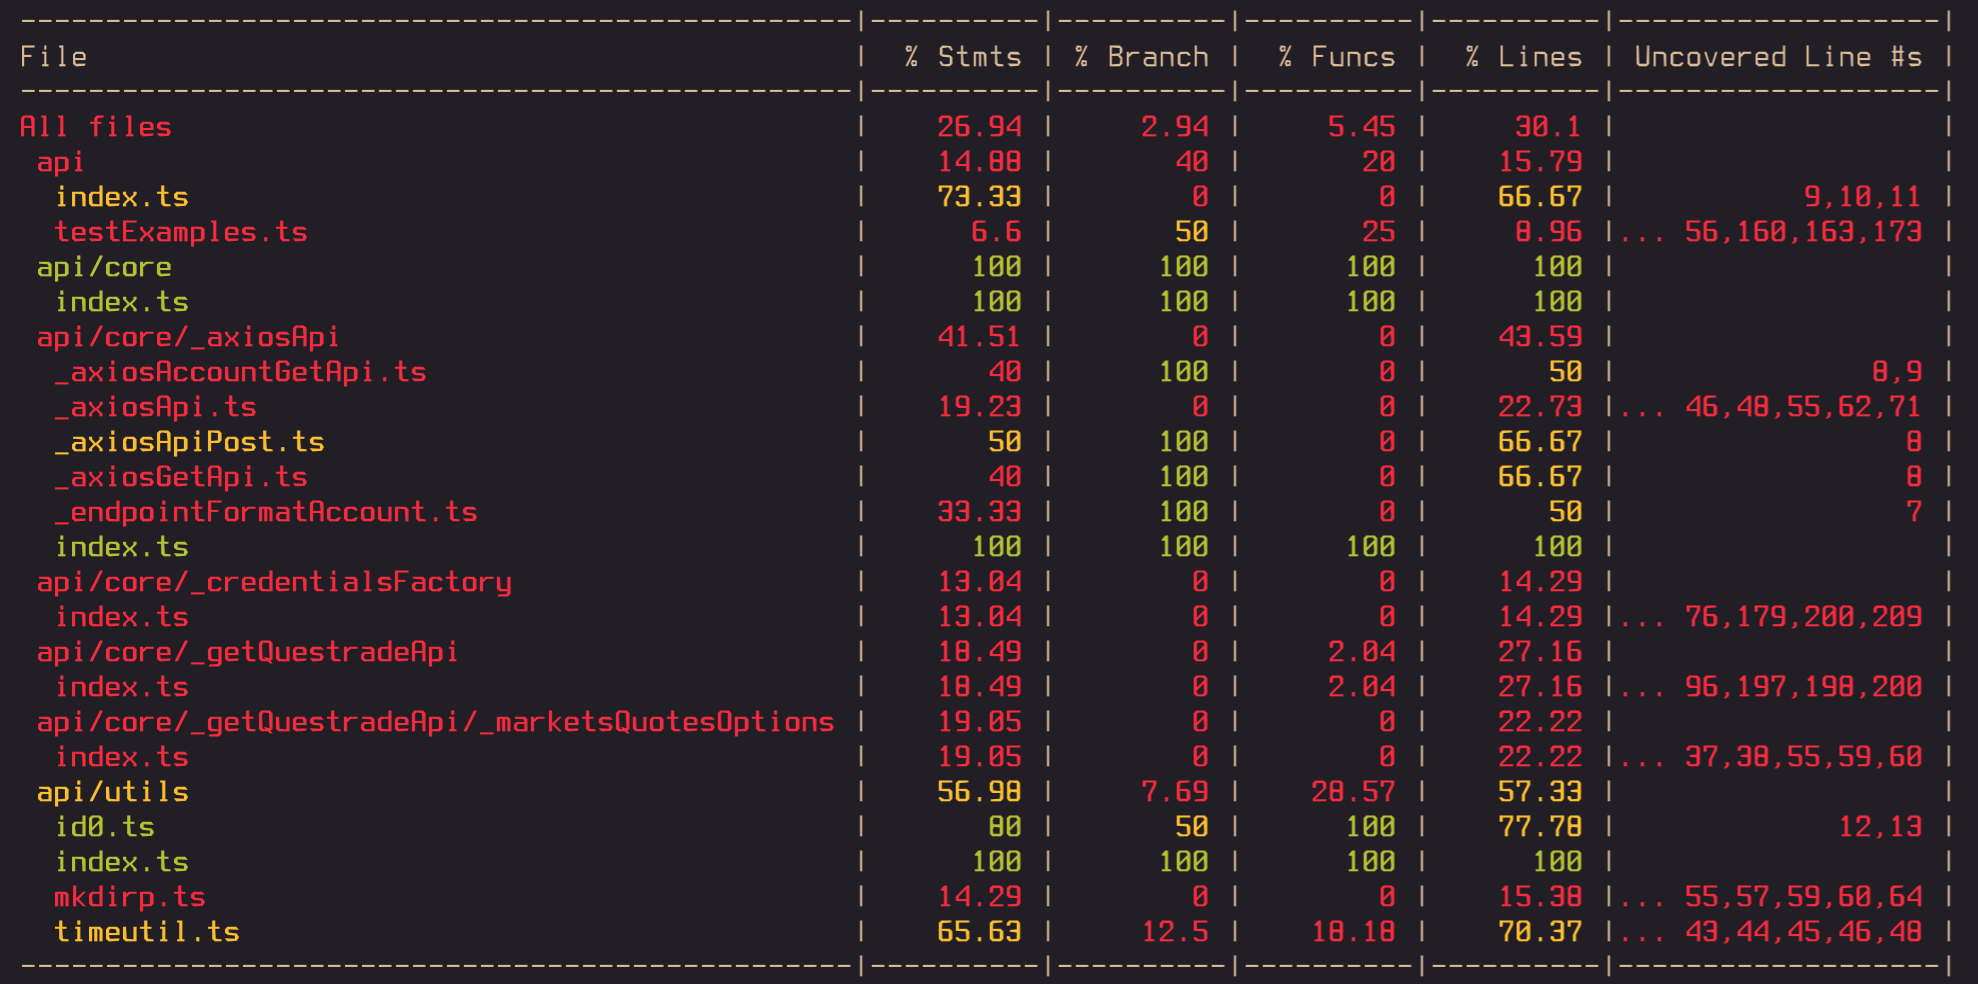 --------------------------------------------------|----------|----------|----------|----------|-------------------|
File                                              |  % Stmts | % Branch |  % Funcs |  % Lines | Uncovered Line #s |
--------------------------------------------------|----------|----------|----------|----------|-------------------|
All files                                         |    26.94 |     2.94 |     5.45 |     30.1 |                   |
 api                                              |    14.88 |       40 |       20 |    15.79 |                   |
  index.ts                                        |    73.33 |        0 |        0 |    66.67 |           9,10,11 |
  testExamples.ts                                 |      6.6 |       50 |       25 |     8.96 |... 56,160,163,173 |
 api/core                                         |      100 |      100 |      100 |      100 |                   |
  index.ts                                        |      100 |      100 |      100 |      100 |                   |
 api/core/_axiosApi                               |    41.51 |        0 |        0 |    43.59 |                   |
  _axiosAccountGetApi.ts                          |       40 |      100 |        0 |       50 |               8,9 |
  _axiosApi.ts                                    |    19.23 |        0 |        0 |    22.73 |... 46,48,55,62,71 |
  _axiosApiPost.ts                                |       50 |      100 |        0 |    66.67 |                 8 |
  _axiosGetApi.ts                                 |       40 |      100 |        0 |    66.67 |                 8 |
  _endpointFormatAccount.ts                       |    33.33 |      100 |        0 |       50 |                 7 |
  index.ts                                        |      100 |      100 |      100 |      100 |                   |
 api/core/_credentialsFactory                     |    13.04 |        0 |        0 |    14.29 |                   |
  index.ts                                        |    13.04 |        0 |        0 |    14.29 |... 76,179,200,209 |
 api/core/_getQuestradeApi                        |    18.49 |        0 |     2.04 |    27.16 |                   |
  index.ts                                        |    18.49 |        0 |     2.04 |    27.16 |... 96,197,198,200 |
 api/core/_getQuestradeApi/_marketsQuotesOptions  |    19.05 |        0 |        0 |    22.22 |                   |
  index.ts                                        |    19.05 |        0 |        0 |    22.22 |... 37,38,55,59,60 |
 api/utils                                        |    56.98 |     7.69 |    28.57 |    57.33 |                   |
  id0.ts                                          |       80 |       50 |      100 |    77.78 |             12,13 |
  index.ts                                        |      100 |      100 |      100 |      100 |                   |
  mkdirp.ts                                       |    14.29 |        0 |        0 |    15.38 |... 55,57,59,60,64 |
  timeutil.ts                                     |    65.63 |     12.5 |    18.18 |    70.37 |... 43,44,45,46,48 |
--------------------------------------------------|----------|----------|----------|----------|-------------------|